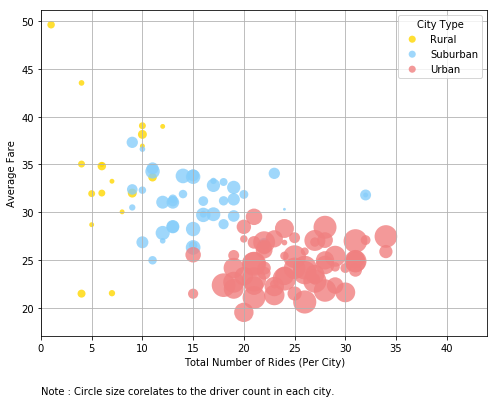 50
45
40
35
30
25
20
Average Fare
City Type
Rural
Suburban
Urban
0 5 10 15 20 25 30 35 40
Total Number of Rides (Per City)
Note : Circle size corelates to the driver count in each city.